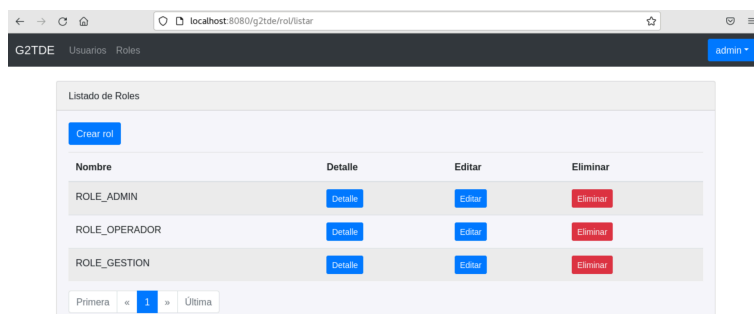 localhost:8080/g2tde/rol/listar
G2TDE Usuarios Roles admin
Listado de Roles
Crear rol
Nombre Detalle Editar Eliminar
ROLE_ADMIN Detalle Editar Eliminar
ROLE_OPERADOR Detalle Editar Eliminar
ROLE_GESTION Detalle Editar Eliminar
Primera « 1 » Última